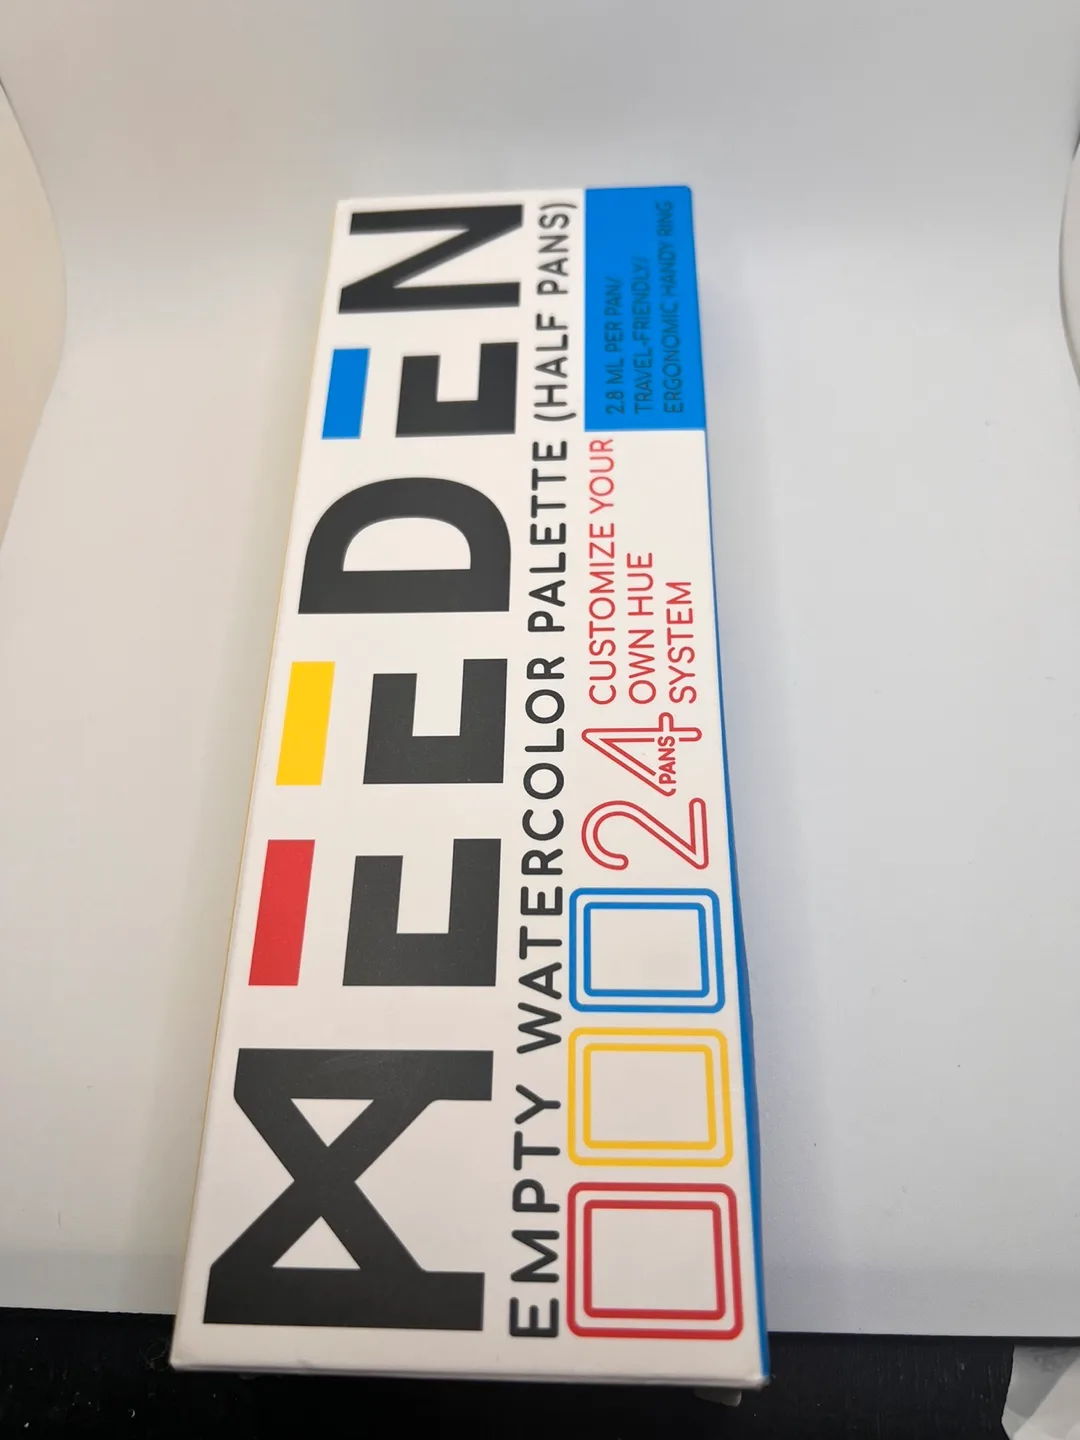 MEEDEN
EMPTY WATERCOLOR PALETTE (HALF PANS)
24
PANS
CUSTOMIZE YOUR
OWN HUE
SYSTEM
2.8 ML PER PAN/
TRAVEL-FRIENDLY/
ERGONOMIC HANDY RING